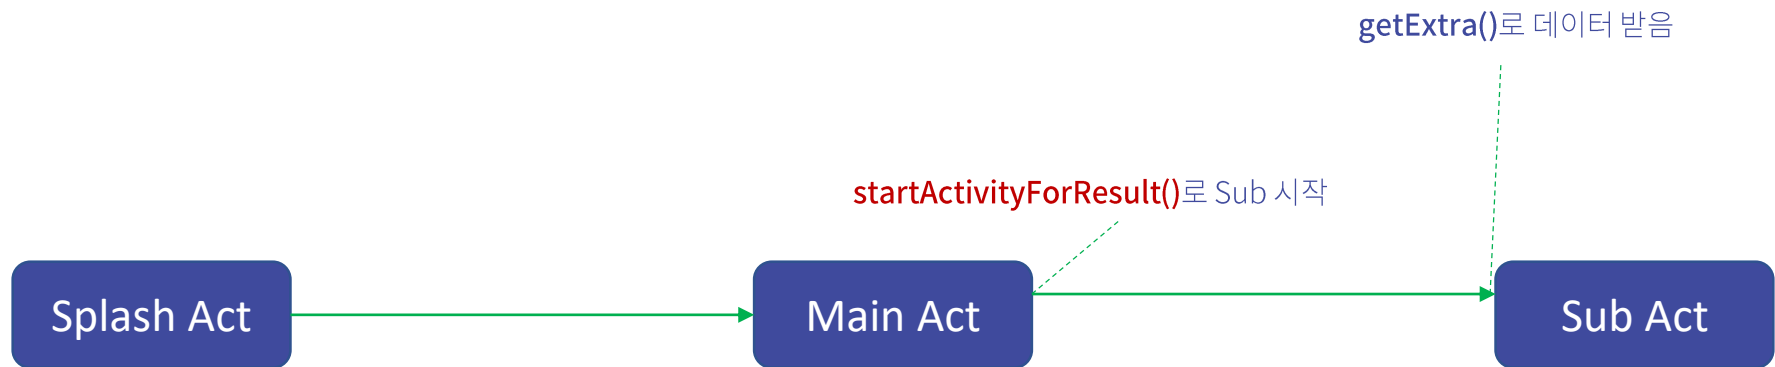 getExtra()로 데이터 받음
startActivityForResult()로 Sub 시작
Splash Act
Main Act
Sub Act